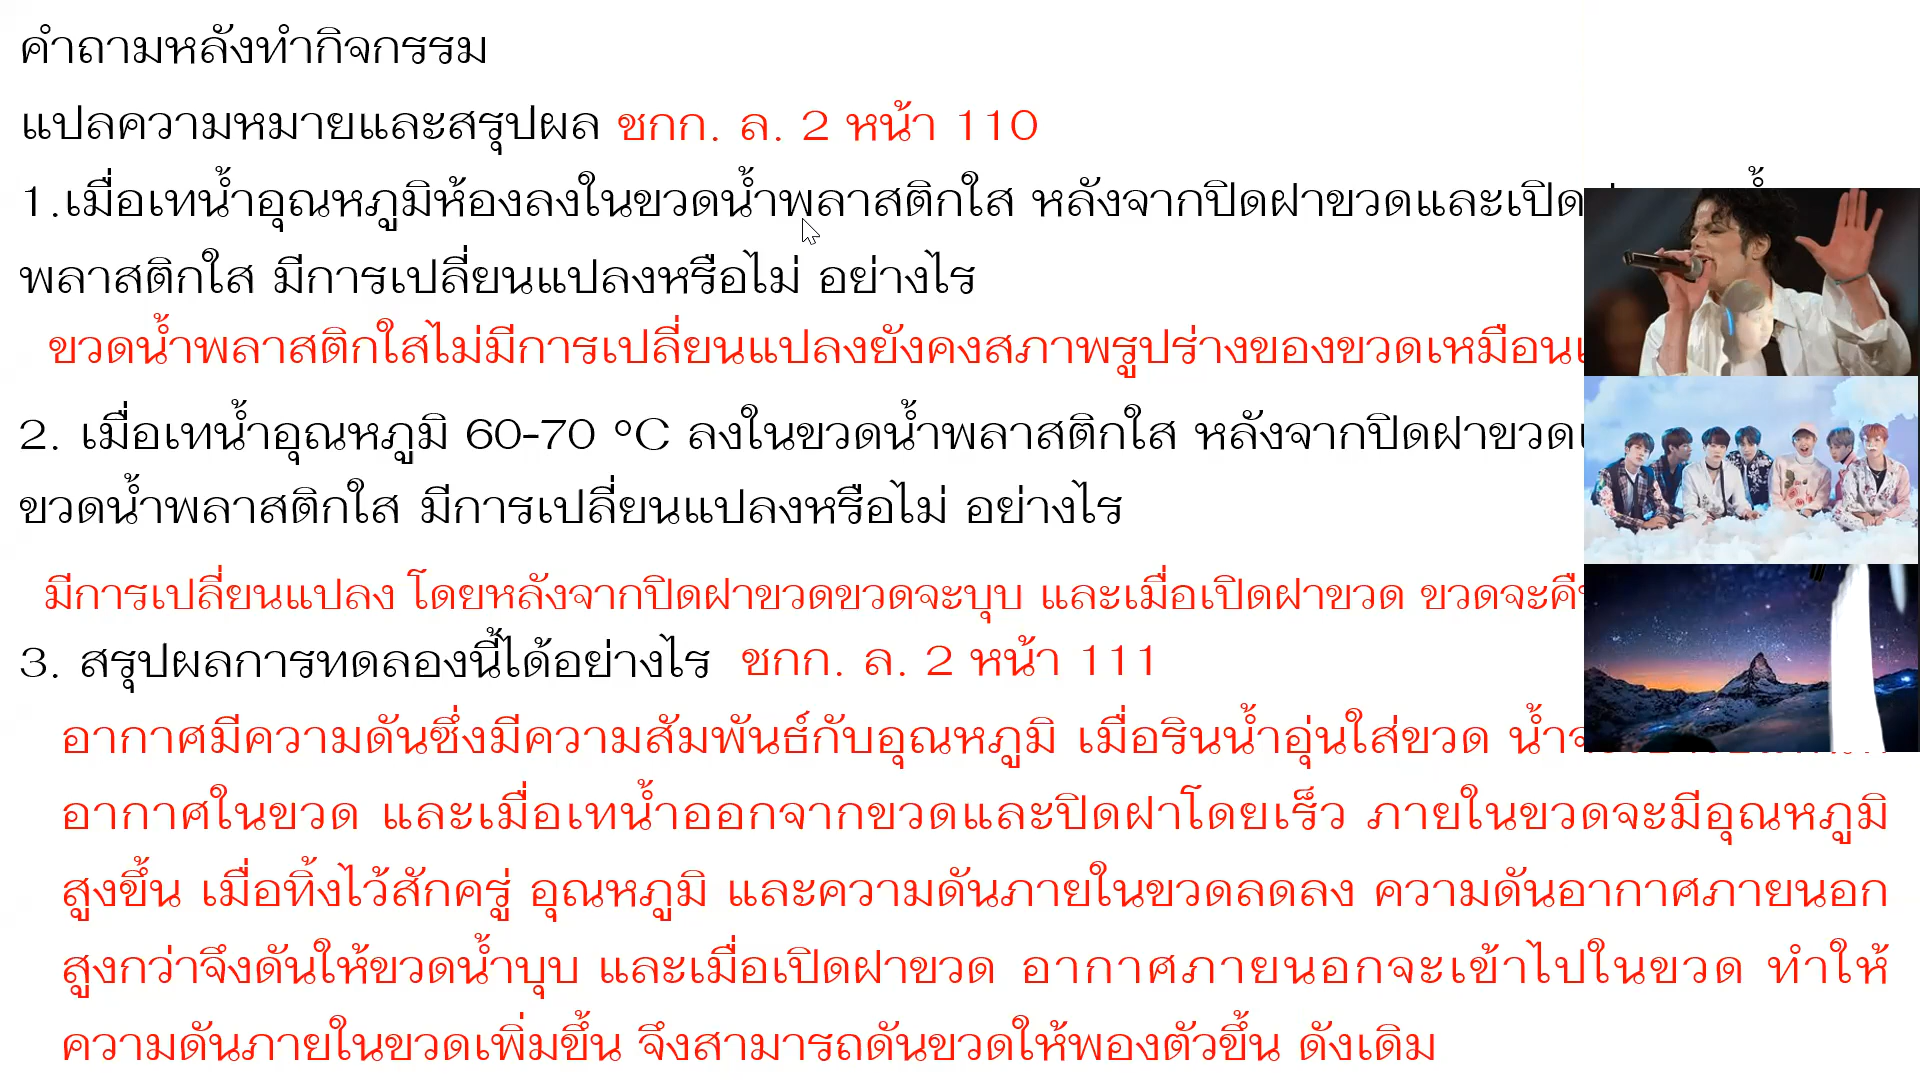 คำถามหลังทำกิจกรรม
แปลความหมายและสรุปผล ชกก. ล. 2 หน้า 110
1.เมื่อเทน้ำอุณหภูมิห้องลงในขวดน้ำพลาสติกใส หลังจากปิดฝาขวดและเปิด
พลาสติกใส มีการเปลี่ยนแปลงหรือไม่ อย่างไร
ขวดน้ำพลาสติกใสไม่มีการเปลี่ยนแปลงยังคงสภาพรูปร่างของขวดเหมือน
2. เมื่อเทน้ำอุณหภูมิ 60-70 °C ลงในขวดน้ำพลาสติกใส หลังจากปิดฝาขวด
ขวดน้ำพลาสติกใส มีการเปลี่ยนแปลงหรือไม่ อย่างไร
มีการเปลี่ยนแปลง โดยหลังจากปิดฝาขวดขวดจะบุบ และเมื่อเปิดฝาขวด ขวดจะ
3. สรุปผลการทดลองนี้ได้อย่างไร ชกก. ล. 2 หน้า 111
อากาศมีความดันซึ่งมีความสัมพันธ์กับอุณหภูมิ เมื่อรินน้ำอุ่นใส่ขวด น้ำ
อากาศในขวด และเมื่อเทน้ำออกจากขวดและปิดฝาโดยเร็ว ภายในขวดจะมีอุณหภูมิ
สูงขึ้น เมื่อทิ้งไว้สักครู่ อุณหภูมิ และความดันภายในขวดลดลง ความดันอากาศภายนอก
สูงกว่าจึงดันให้ขวดน้ำบุบ และเมื่อเปิดฝาขวด อากาศภายนอกจะเข้าไปในขวด ทำให้
ความดันภายในขวดเพิ่มขึ้น จึงสามารถดันขวดให้พองตัวขึ้น ดังเดิม